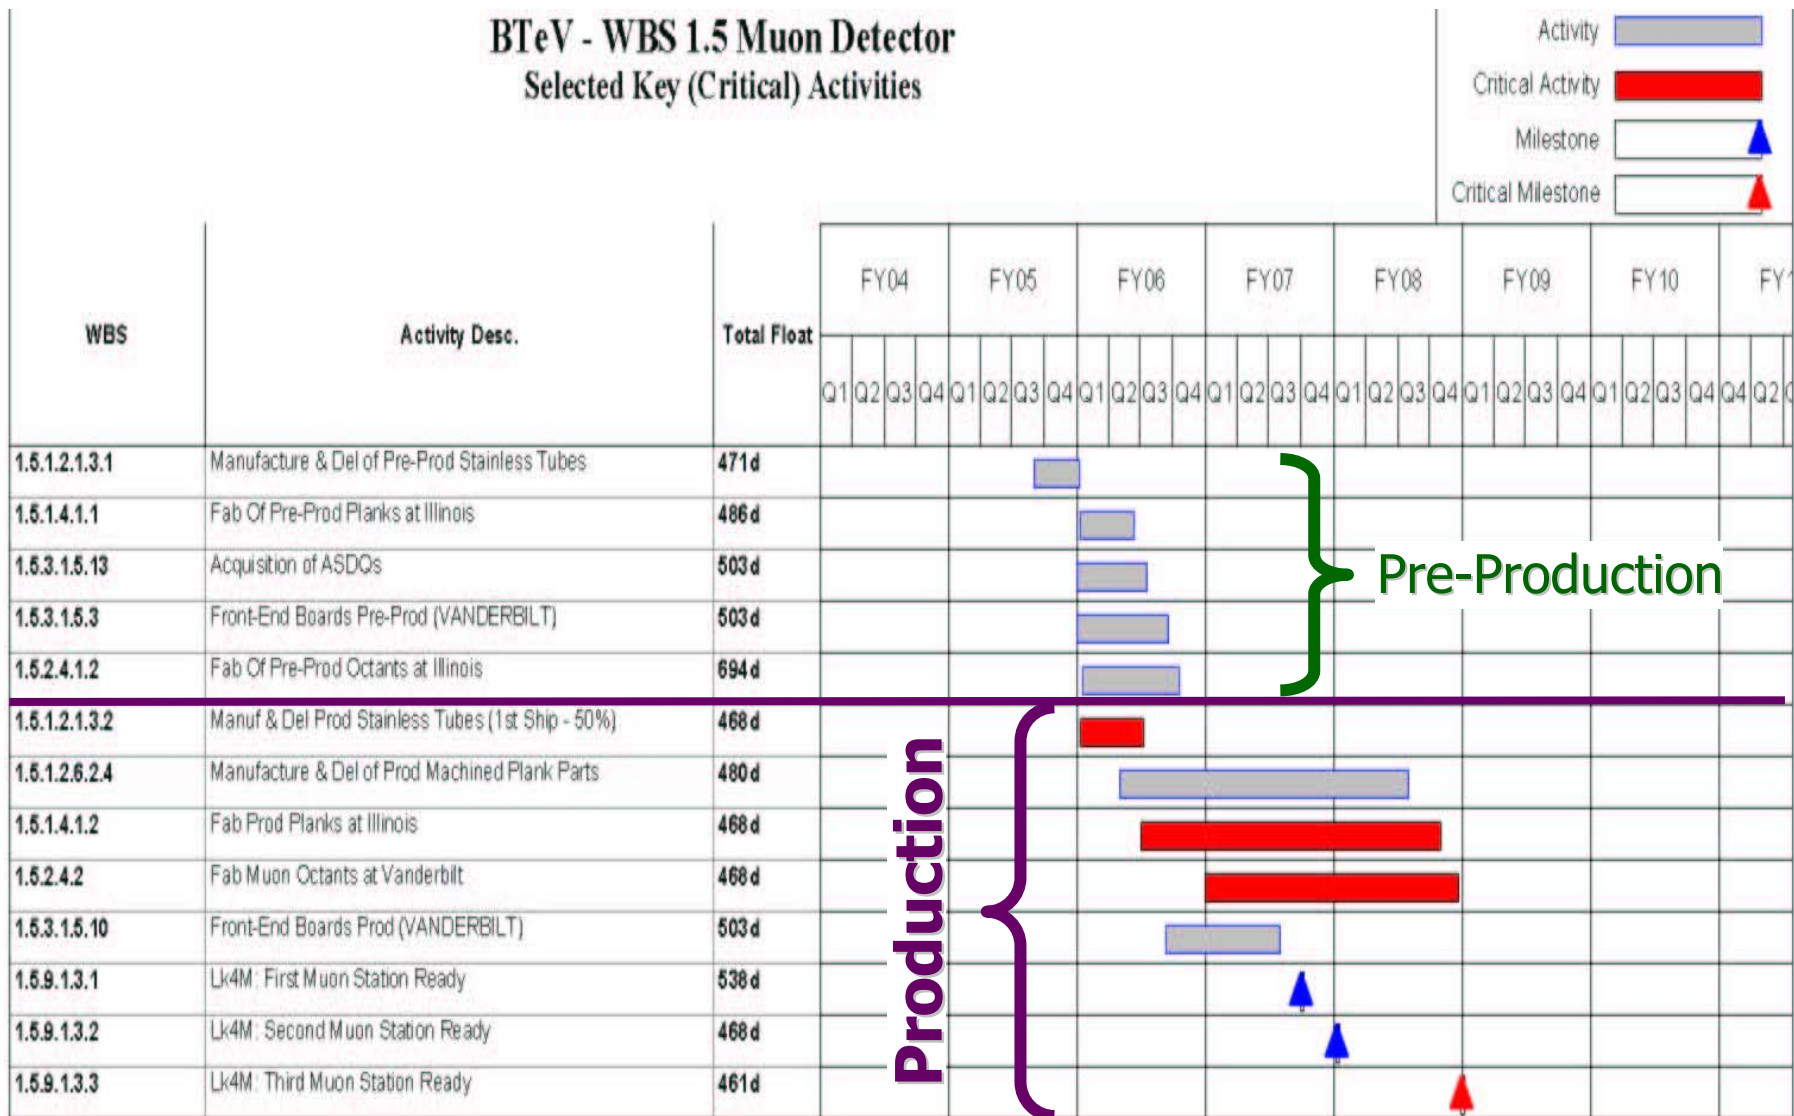 BTeV - WBS 1.5 Muon Detector
Selected Key (Critical) Activities
Activity
Critical Activity
Milestone
Critical Milestone
WBS Activity Desc. Total Float
FY04 FY05 FY06 FY07 FY08 FY09 FY10 FY1
Q1 Q2 Q3 Q4 Q1 Q2 Q3 Q4 Q1 Q2 Q3 Q4 Q1 Q2 Q3 Q4 Q1 Q2 Q3 Q4 Q1 Q2 Q3 Q4 Q1 Q2 Q3 Q4 Q4 Q2
1.5.1.2.1.3.1 Manufacture & Del of Pre-Prod Stainless Tubes 471d
1.5.1.4.1.1 Fab Of Pre-Prod Planks at Illinois 486d
1.5.3.1.5.13 Acquisition of ASDQs 503d
1.5.3.1.5.3 Front-End Boards Pre-Prod (VANDERBILT) 503d
1.5.2.4.1.2 Fab Of Pre-Prod Octants at Illinois 694d
Pre-Production
1.5.1.2.1.3.2 Manuf & Del Prod Stainless Tubes (1st Ship - 50%) 468d
1.5.1.2.6.2.4 Manufacture & Del of Prod Machined Plank Parts 480d
1.5.1.4.1.2 Fab Prod Planks at Illinois 468d
1.5.2.4.2 Fab Muon Octants at Vanderbilt 468d
1.5.3.1.5.10 Front-End Boards Prod (VANDERBILT) 503d
1.5.9.1.3.1 Lk4M: First Muon Station Ready 538d
1.5.9.1.3.2 Lk4M: Second Muon Station Ready 468d
1.5.9.1.3.3 Lk4M: Third Muon Station Ready 461d
Production